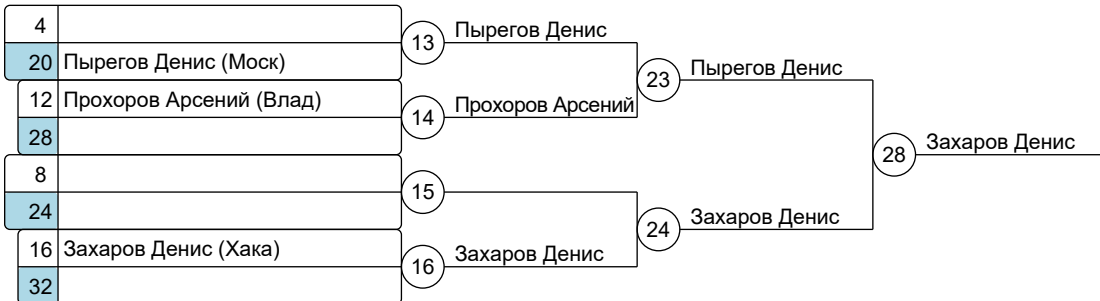 4
20 Пырегов Денис (Моск)
12 Прохоров Арсений (Влад)
28
8
24
16 Захаров Денис (Хака)
32
13 Пырегов Денис
14 Прохоров Арсений
15
16 Захаров Денис
23 Пырегов Денис
24 Захаров Денис
28 Захаров Денис